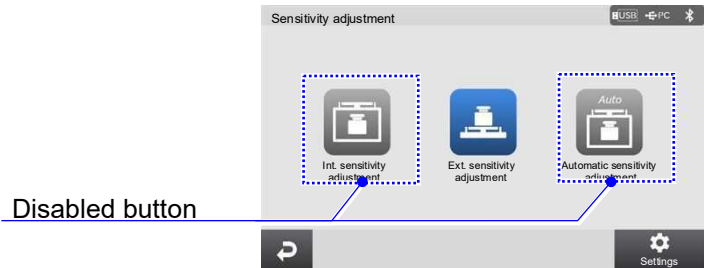 Sensitivity adjustment
USB PC
Auto
Int. sensitivity
adjustment
Ext. sensitivity
adjustment
Automatic sensitivity
adjustment
Disabled button
Settings